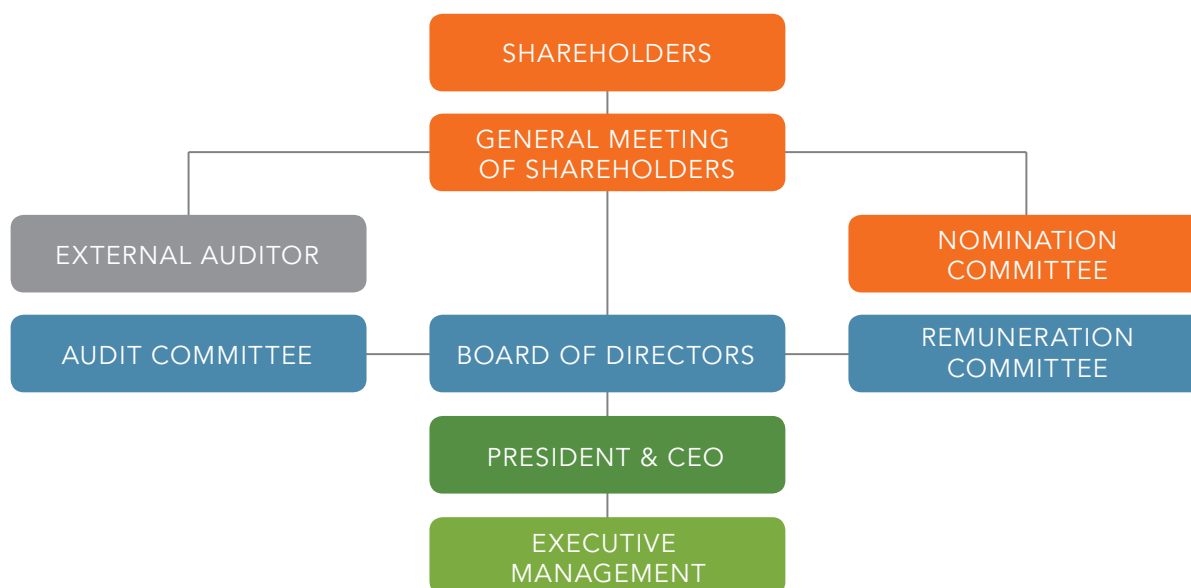 SHAREHOLDERS
GENERAL MEETING
OF SHAREHOLDERS
EXTERNAL AUDITOR
NOMINATION
COMMITTEE
AUDIT COMMITTEE
BOARD OF DIRECTORS
REMUNERATION
COMMITTEE
PRESIDENT & CEO
EXECUTIVE
MANAGEMENT